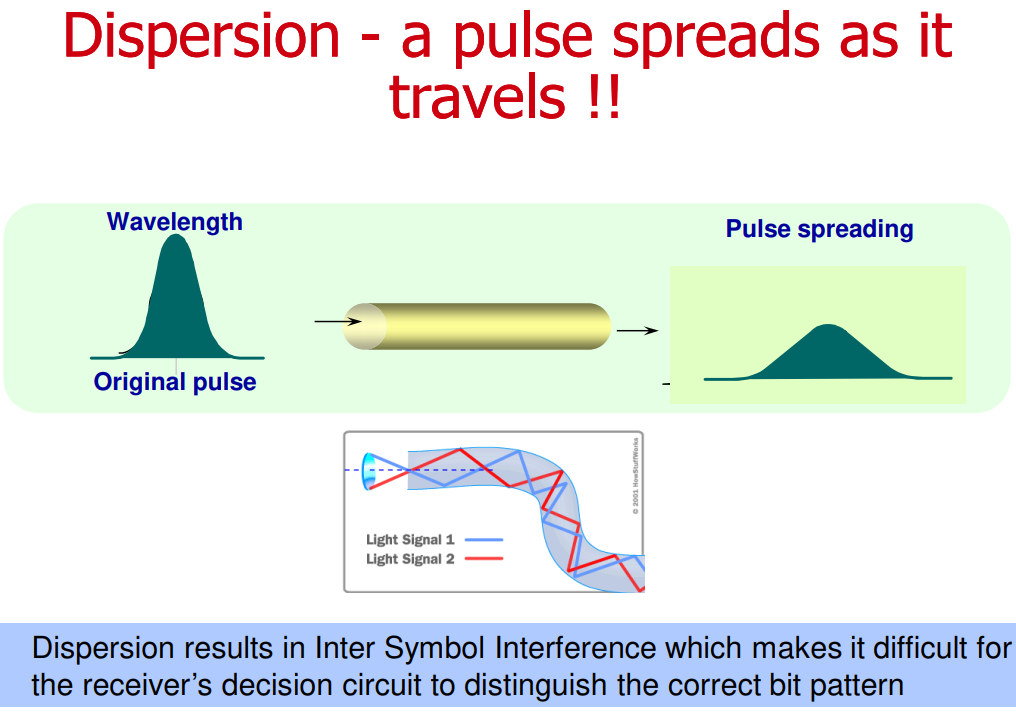 Dispersion - a pulse spreads as it
travels !!
Wavelength
Pulse spreading
Original pulse
© 2001 HowStuffWorks
Light Signal 1
Light Signal 2
Dispersion results in Inter Symbol Interference which makes it difficult for
the receiver’s decision circuit to distinguish the correct bit pattern